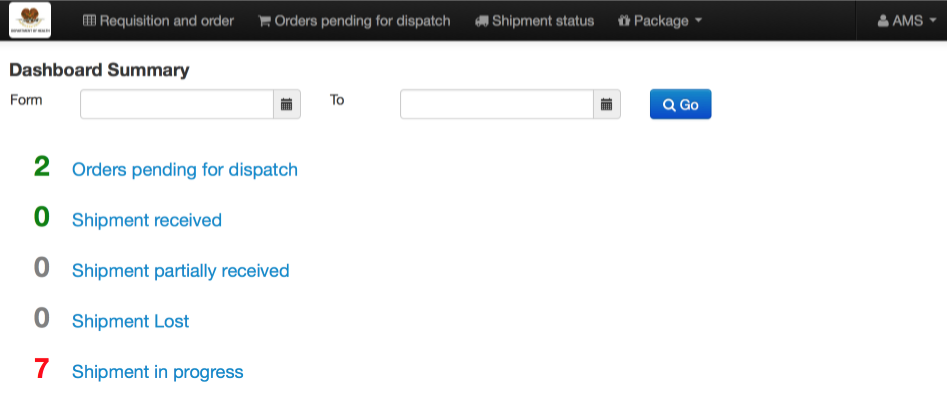 DEPARTMENT OF HEALTH
Requisition and order
Orders pending for dispatch
Shipment status
Package
AMS
Dashboard Summary
Form
To
Go
2 Orders pending for dispatch
0 Shipment received
0 Shipment partially received
0 Shipment Lost
7 Shipment in progress